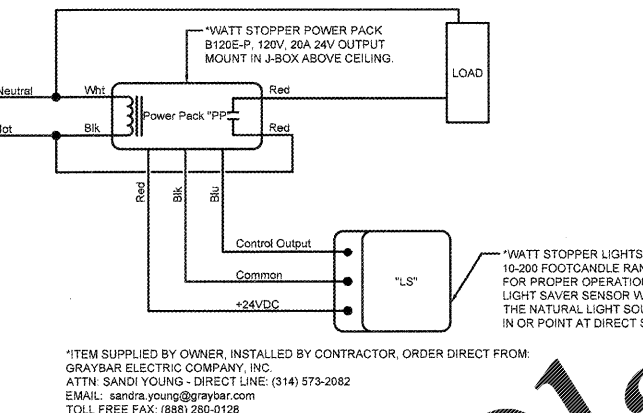 *WATT STOPPER POWER PACK
B120E-P, 120V, 20A 24V OUTPUT
MOUNT IN J-BOX ABOVE CEILING.
LOAD
Neutral
Wht
Red
Power Pack "PP"
Blk
Red
Red
Blk
Blu
Control Output
Common
+24VDC
"LS"
*WATT STOPPER LIGHTS
10-200 FOOTCANDLE
FOR PROPER
LIGHT SAVER SENSOR
THE NATURAL LIGHT
IN OR POINT AT DIRECT
*ITEM SUPPLIED BY OWNER, INSTALLED BY CONTRACTOR, ORDER DIRECT FROM:
GRAYBAR ELECTRIC COMPANY, INC.
ATTN: SANDI YOUNG - DIRECT LINE: (314) 573-2082
EMAIL: sandra.young@graybar.com
TOLL FREE FAX: (888) 280-0128